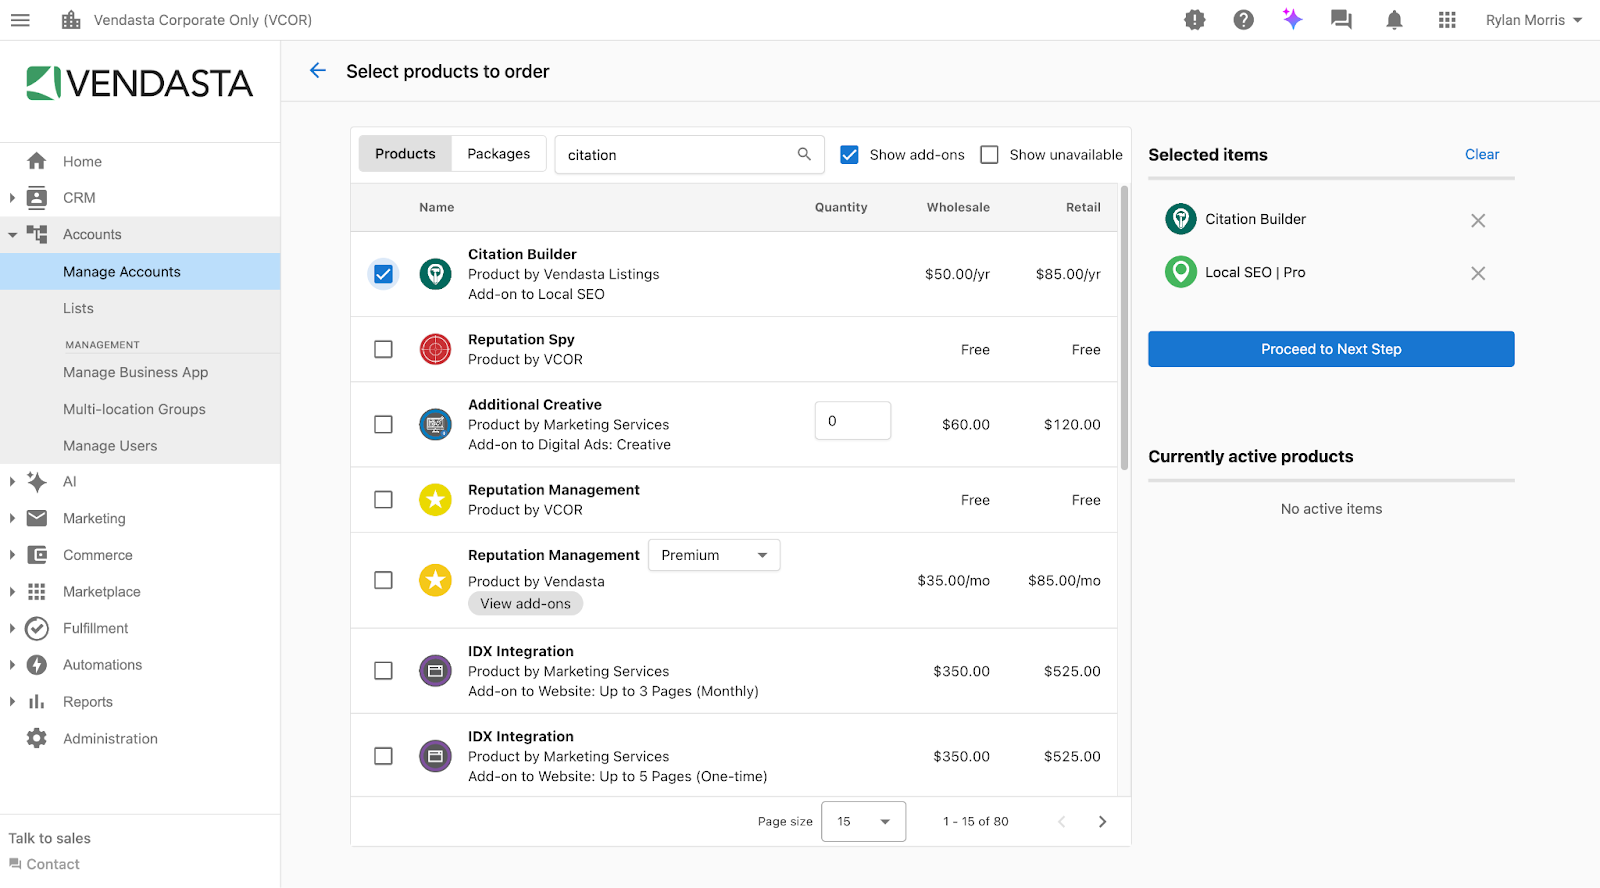 Vendasta Corporate Only (VCOR)
Rylan Morris
VENDASTA
Home
CRM
Accounts
Manage Accounts
Lists
MANAGEMENT
Manage Business App
Multi-location Groups
Manage Users
AI
Marketing
Commerce
Marketplace
Fulfillment
Automations
Reports
Administration
Talk to sales
Contact
Select products to order
Products
Packages
citation
Show add-ons
Show unavailable
Name
Quantity
Wholesale
Retail
Citation Builder
Product by Vendasta Listings
Add-on to Local SEO
$50.00/yr
$85.00/yr
Reputation Spy
Product by VCOR
Free
Free
Additional Creative
Product by Marketing Services
Add-on to Digital Ads: Creative
0
$60.00
$120.00
Reputation Management
Product by VCOR
Free
Free
Reputation Management
Premium
Product by Vendasta
View add-ons
$35.00/mo
$85.00/mo
IDX Integration
Product by Marketing Services
Add-on to Website: Up to 3 Pages (Monthly)
$350.00
$525.00
IDX Integration
Product by Marketing Services
Add-on to Website: Up to 5 Pages (One-time)
$350.00
$525.00
Page size
15
1 - 15 of 80
Selected items
Clear
Citation Builder
Local SEO | Pro
Proceed to Next Step
Currently active products
No active items